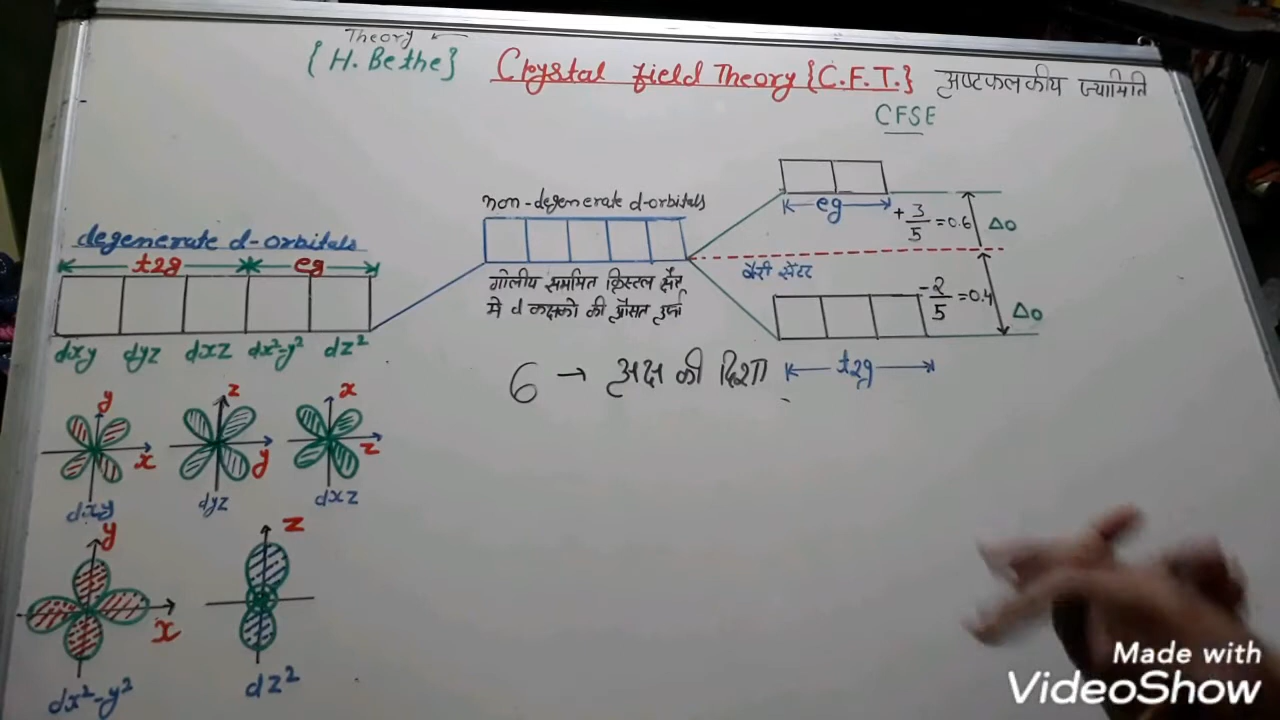 Theory
{H. Bethe} Crystal field Theory {C.F.T.} अष्टफलकीय ज्यामिति
CFSE
non-degenerate d-orbitals
eg
+3/5 = 0.6 Δo
degenerate d-orbitals
t2g eg
बैरी सेंटर
गोलीय सममित क्रिस्टल क्षेत्र
मे d कक्षको की औसत उर्जा
-2/5 = 0.4 Δo
dxy dyz dxz dx²-y² dz²
6 → अक्ष की दिशा
t2g
y z x
x y z
dxy dyz dxz
y z
x
dx²-y² dz²
Made with
VideoShow